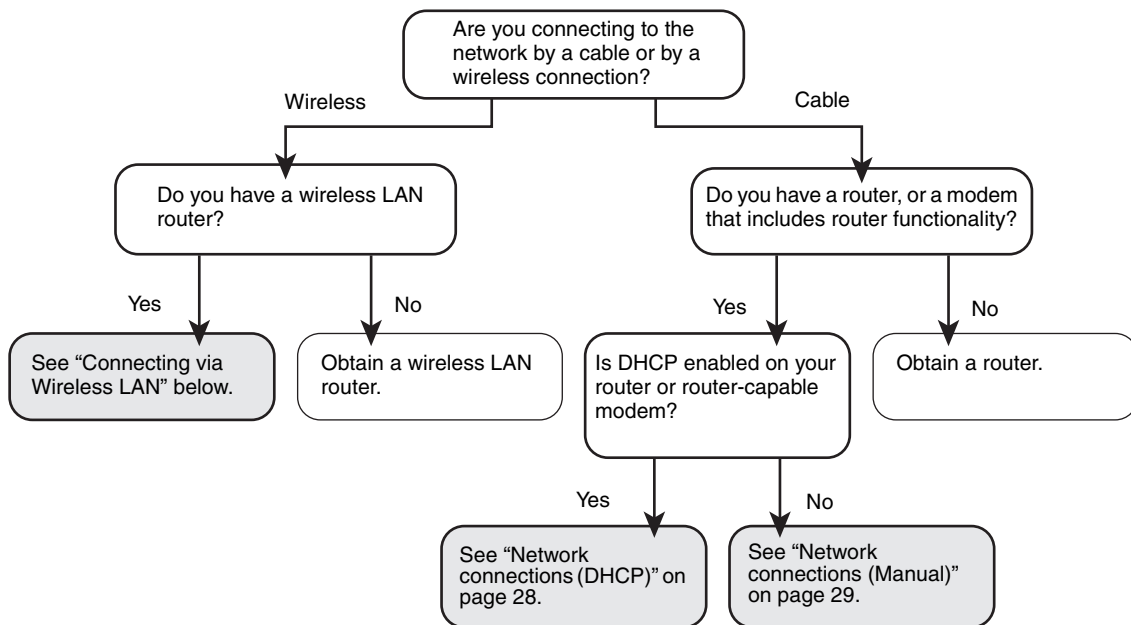 Are you connecting to the
network by a cable or by a
wireless connection?
Wireless
Cable
Do you have a wireless LAN
router?
Do you have a router, or a modem
that includes router functionality?
Yes
No
Yes
No
See “Connecting via
Wireless LAN” below.
Obtain a wireless LAN
router.
Is DHCP enabled on your
router or router-capable
modem?
Obtain a router.
Yes
No
See “Network
connections (DHCP)” on
page 28.
See “Network
connections (Manual)”
on page 29.